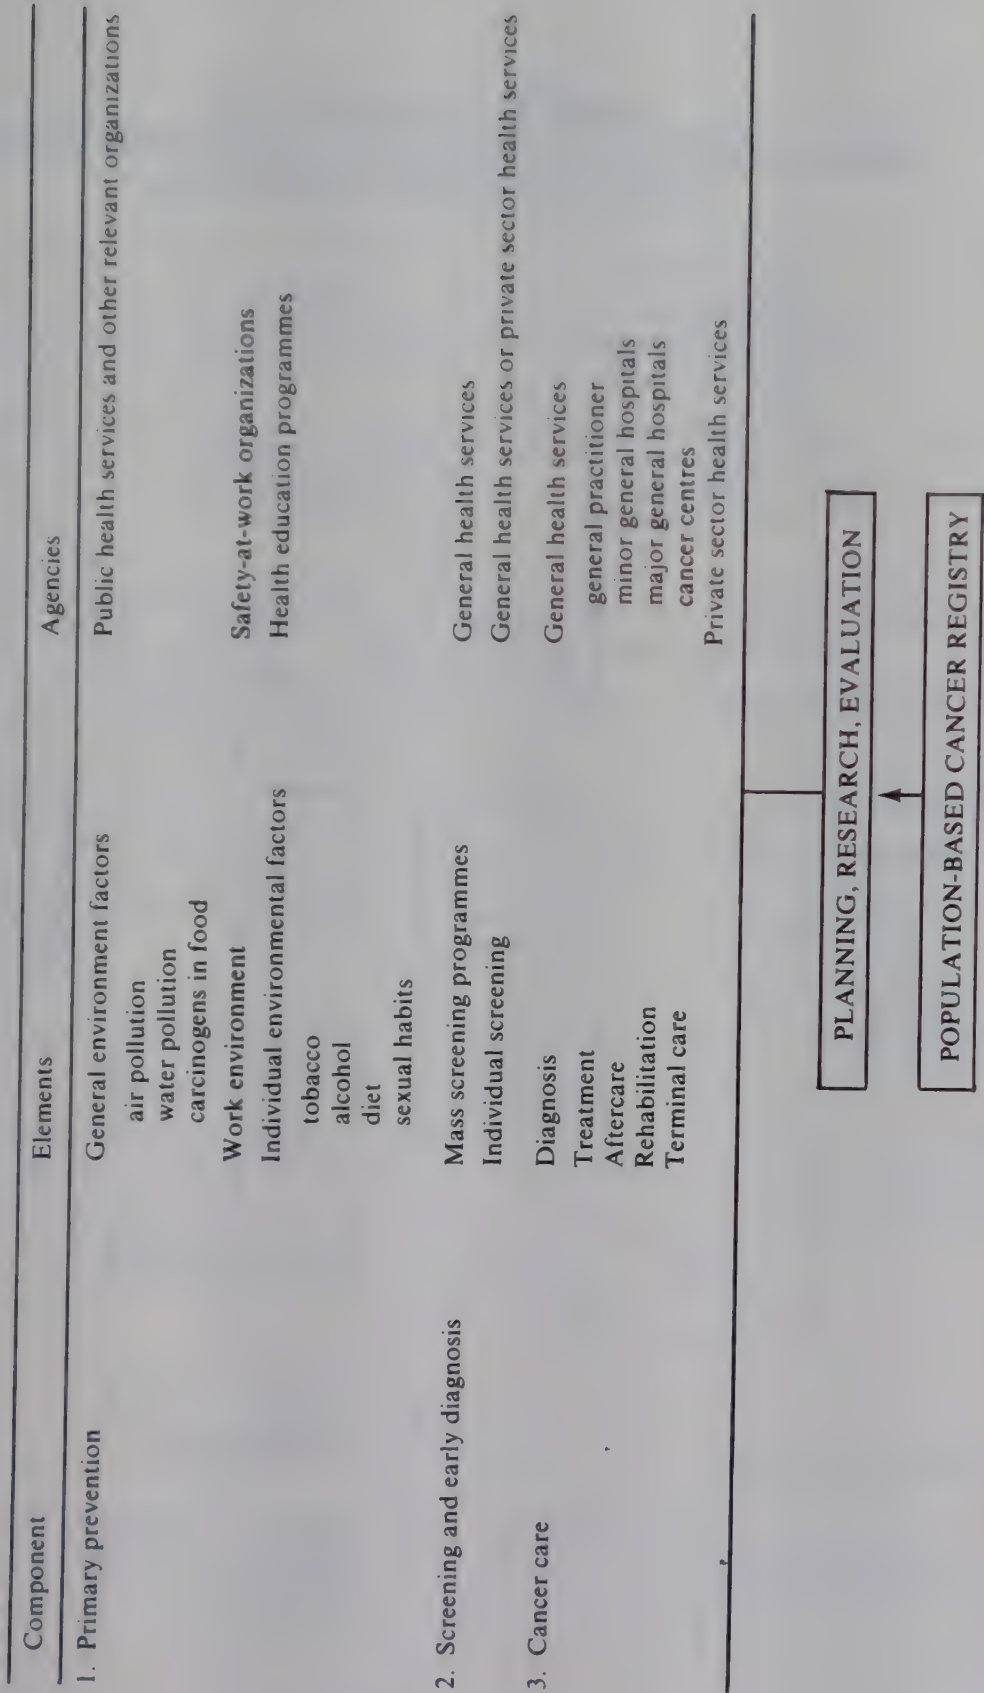 Component Elements Agencies
1. Primary prevention General environment factors Public health services and other relevant organizations
air pollution
water pollution
carcinogens in food
Work environment Safety-at-work organizations
Individual environmental factors Health education programmes
tobacco
alcohol
diet
sexual habits
2. Screening and early diagnosis Mass screening programmes General health services
Individual screening General health services or private sector health services
3. Cancer care Diagnosis General health services
Treatment general practitioner
Aftercare minor general hospitals
Rehabilitation major general hospitals
Terminal care cancer centres
Private sector health services
PLANNING, RESEARCH, EVALUATION
POPULATION-BASED CANCER REGISTRY